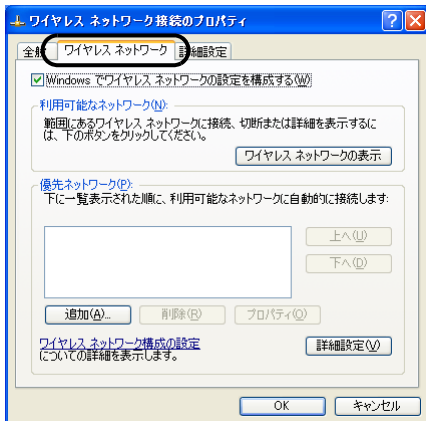 ワイヤレス ネットワーク接続のプロパティ
全般 ワイヤレス ネットワーク 詳細設定
Windows でワイヤレス ネットワークの設定を構成する(W)
利用可能なネットワーク(N):
範囲にあるワイヤレス ネットワークに接続、切断または詳細を表示するに
は、下のボタンをクリックしてください。
ワイヤレス ネットワークの表示
優先ネットワーク(P):
下に一覧表示された順に、利用可能なネットワークに自動的に接続します:
上へ(U)
下へ(D)
追加(A)... 削除(R) プロパティ(O)
ワイヤレス ネットワーク構成の設定
についての詳細を表示します。
詳細設定(V)
OK キャンセル